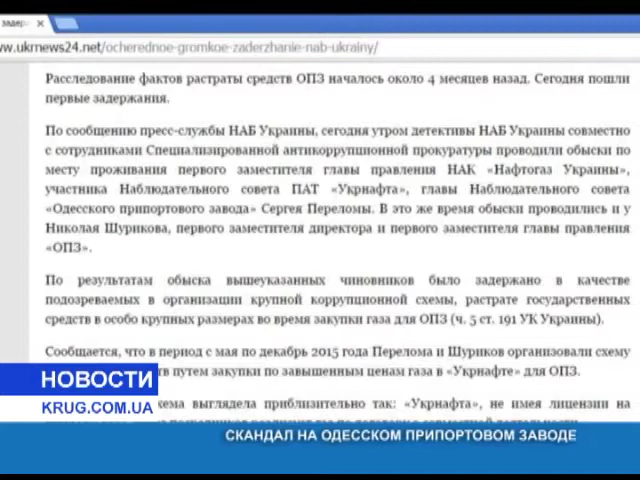 задерж
ww.ukrnews24.net/ocherednoe-gromkoe-zaderzhanie-nab-ukrainy/
Расследование фактов растраты средств ОПЗ началось около 4 месяцев назад. Сегодня пошли
первые задержания.
По сообщению пресс-службы НАБ Украины, сегодня утром детективы НАБ Украины совместно
с сотрудниками Специализированной антикоррупционной прокуратуры проводили обыски по
месту проживания первого заместителя главы правления НАК «Нафтогаз Украины»,
участника Наблюдательного совета ПАТ «Укрнафта», главы Наблюдательного совета
«Одесского припортового завода» Сергея Переломы. В это же время обыски проводились и у
Николая Шурикова, первого заместителя директора и первого заместителя главы правления
«ОПЗ».
По результатам обыска вышеуказанных чиновников было задержано в качестве
подозреваемых в организации крупной коррупционной схемы, растрате государственных
средств в особо крупных размерах во время закупки газа для ОПЗ (ч. 5 ст. 191 УК Украины).
Сообщается, что в период с мая по декабрь 2015 года Перелома и Шуриков организовали схему
путем закупки по завышенным ценам газа в «Укрнафте» для ОПЗ.
выглядела приблизительно так: «Укрнафта», не имея лицензии на
НОВОСТИ
KRUG.COM.UA
СКАНДАЛ НА ОДЕССКОМ ПРИПОРТОВОМ ЗАВОДЕ